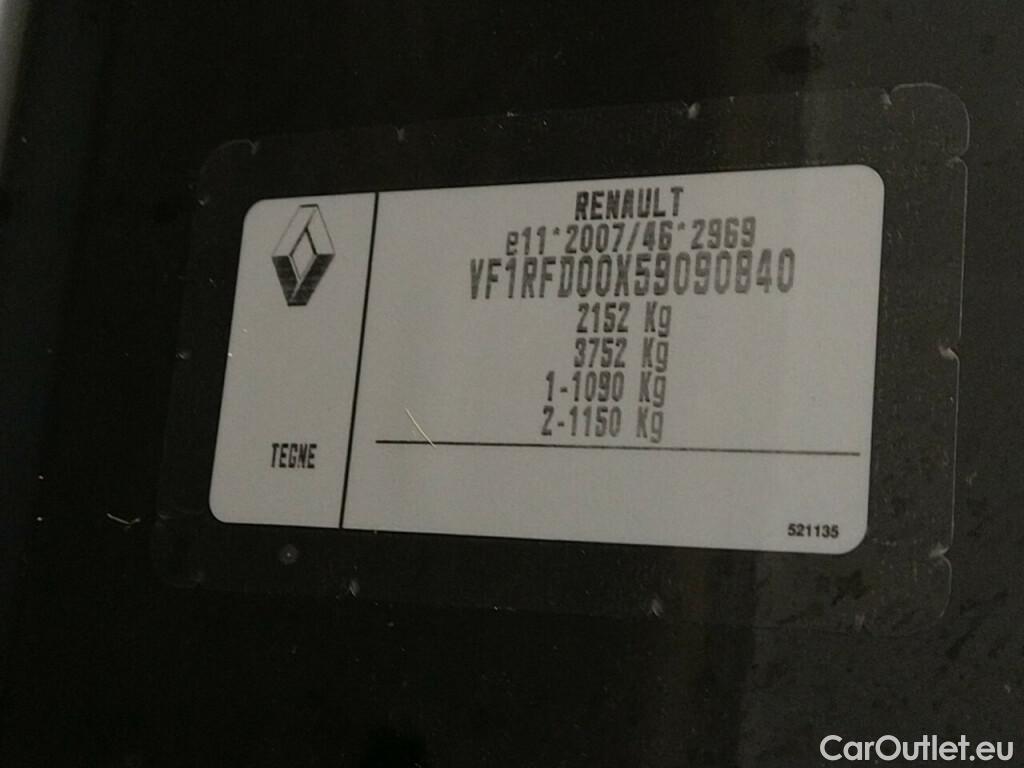 RENAULT
e11*2007/46*2969
VF1RFD00X59090840
2152 Kg
3752 Kg
1-1090 Kg
2-1150 Kg
TEGNE
521135
CarOutlet.eu